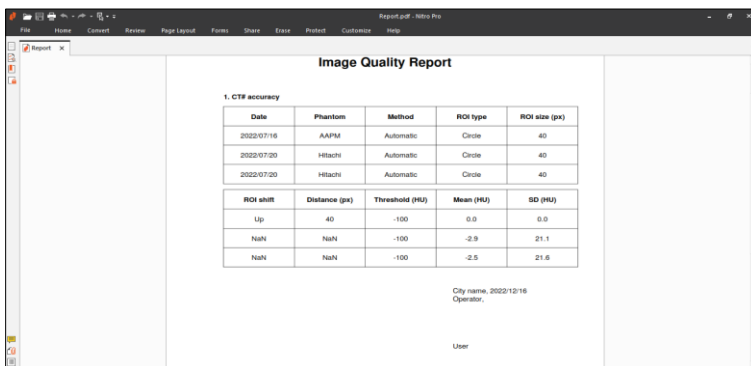 Report.pdf - Nitro Pro
File Home Convert Review Page Layout Forms Share Erase Protect Customize Help
Report
Image Quality Report
1. CT# accuracy
Date Phantom Method ROI type ROI size (px)
2022/07/16 AAPM Automatic Circle 40
2022/07/20 Hitachi Automatic Circle 40
2022/07/20 Hitachi Automatic Circle 40
ROI shift Distance (px) Threshold (HU) Mean (HU) SD (HU)
Up 40 -100 0.0 0.0
NaN NaN -100 -2.9 21.1
NaN NaN -100 -2.5 21.6
City name, 2022/12/16
Operator,
User